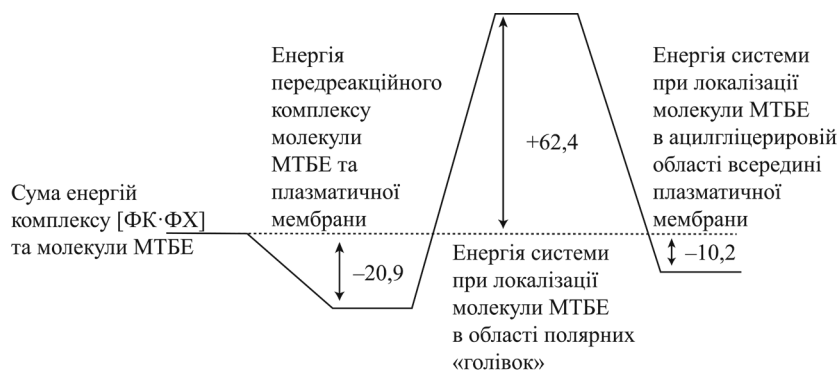 Енергія
передреакційного
комплексу
молекули
МТБЕ та
плазматичної
мембрани
Енергія системи
при локалізації
молекули МТБЕ
в ацилгліцерировій
області всередині
плазматичної
мембрани
+62,4
Сума енергій
комплексу [ФК·ФХ]
та молекули МТБЕ
–20,9
Енергія системи
при локалізації
молекули МТБЕ
в області полярних
«голівок»
–10,2